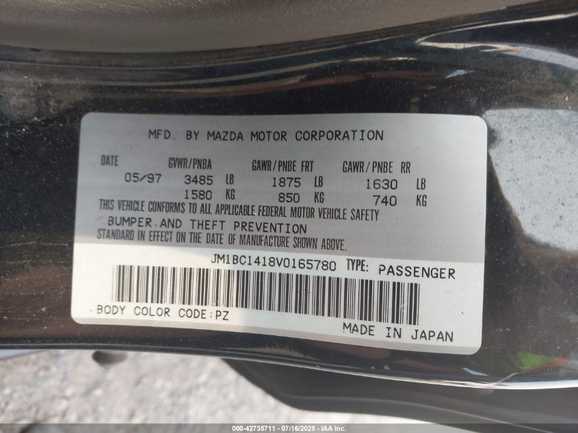 MFD. BY MAZDA MOTOR CORPORATION
DATE GVWR/PNBA GAWR/PNBE FRT GAWR/PNBE RR
05/97 3485 LB 1875 LB 1630 LB
1580 KG 850 KG 740 KG
THIS VEHICLE CONFORMS TO ALL APPLICABLE FEDERAL MOTOR VEHICLE SAFETY
BUMPER AND THEFT PREVENTION
STANDARD IN EFFECT ON THE DATE OF MANUFACTURE SHOWN ABOVE.
JM1BC1418V0165780 TYPE: PASSENGER
BODY COLOR CODE:PZ
MADE IN JAPAN
000-42735711 - 07/16/2025 - IAA Inc.